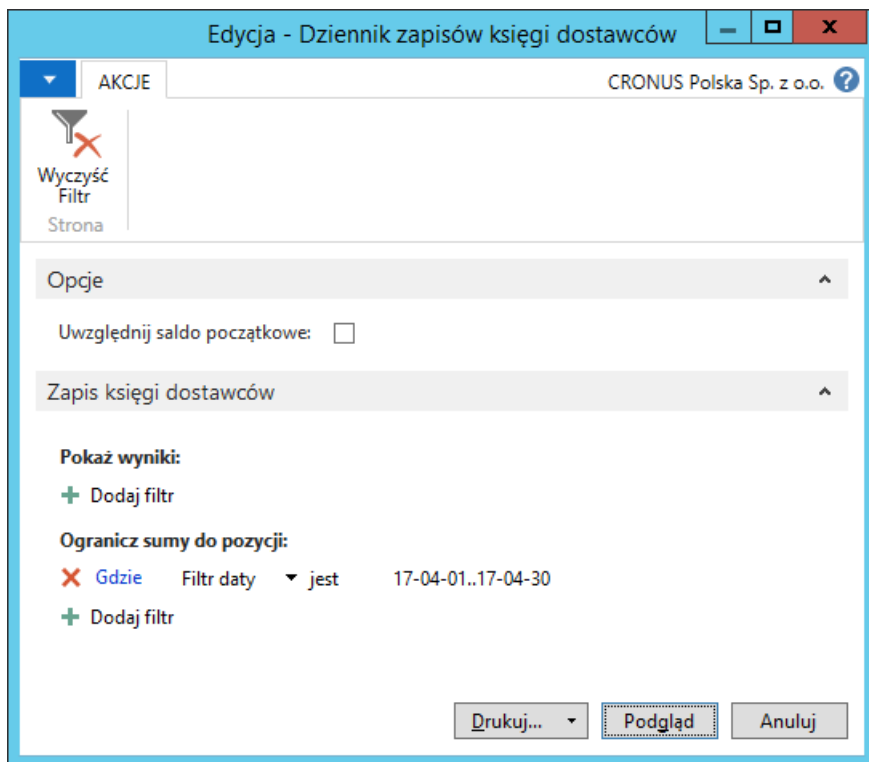 Edycja - Dziennik zapisów księgi dostawców
AKCJE
CRONUS Polska Sp. z o.o.
Wyczyść
Filtr
Strona
Opcje
Uwzględnij saldo początkowe:
Zapis księgi dostawców
Pokaż wyniki:
Dodaj filtr
Ogranicz sumy do pozycji:
Gdzie Filtr daty jest 17-04-01..17-04-30
Dodaj filtr
Drukuj... Podgląd Anuluj